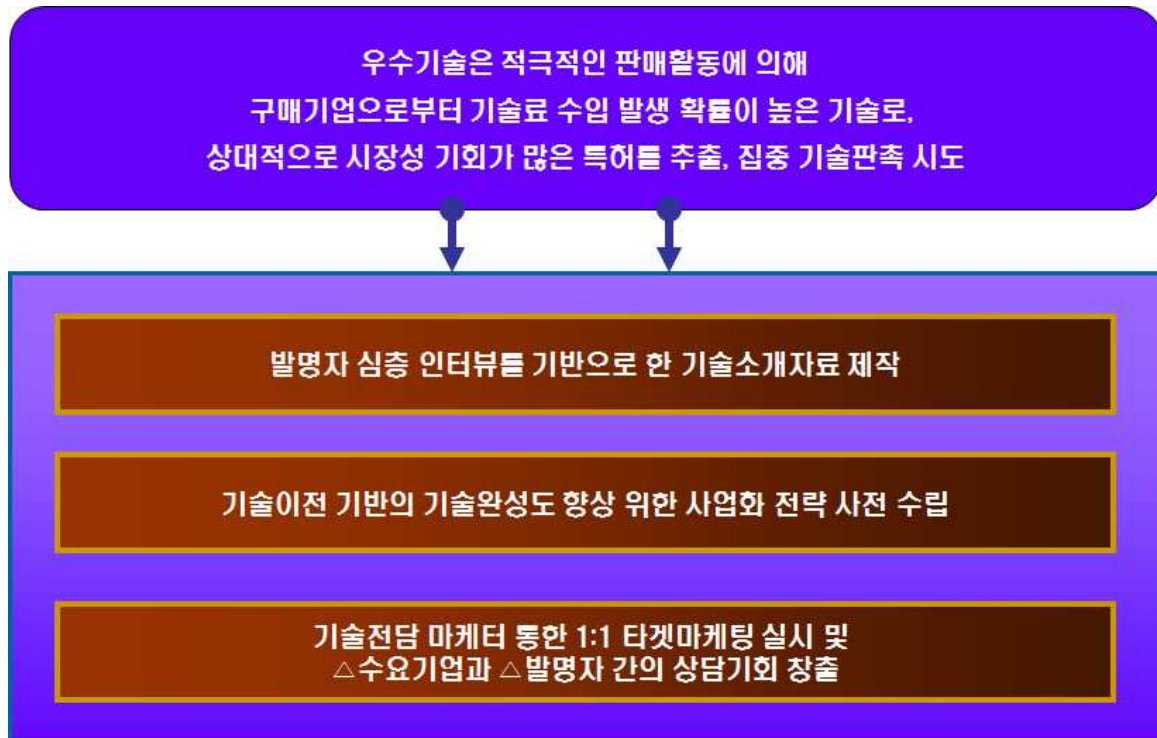 우수기술은 적극적인 판매활동에 의해
구매기업으로부터 기술료 수입 발생 확률이 높은 기술로,
상대적으로 시장성 기회가 많은 특허를 추출, 집중 기술판촉 시도
발명자 심층 인터뷰를 기반으로 한 기술소개자료 제작
기술이전 기반의 기술완성도 향상 위한 사업화 전략 사전 수립
기술전담 마케터 통한 1:1 타겟마케팅 실시 및
△수요기업과 △발명자 간의 상담기회 창출